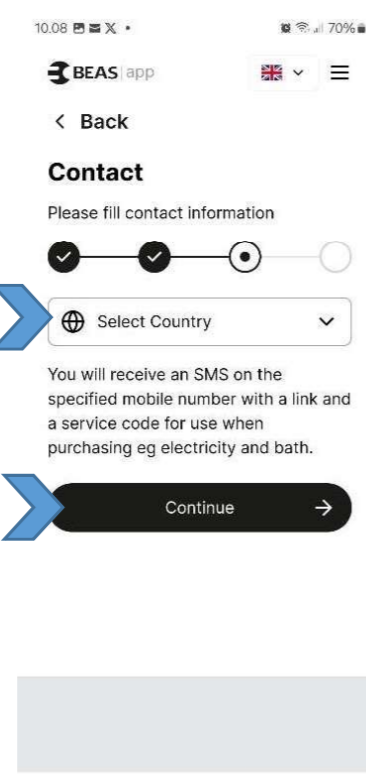 10.08 70%
BEAS app
Back
Contact
Please fill contact information
Select Country
You will receive an SMS on the
specified mobile number with a link and
a service code for use when
purchasing eg electricity and bath.
Continue